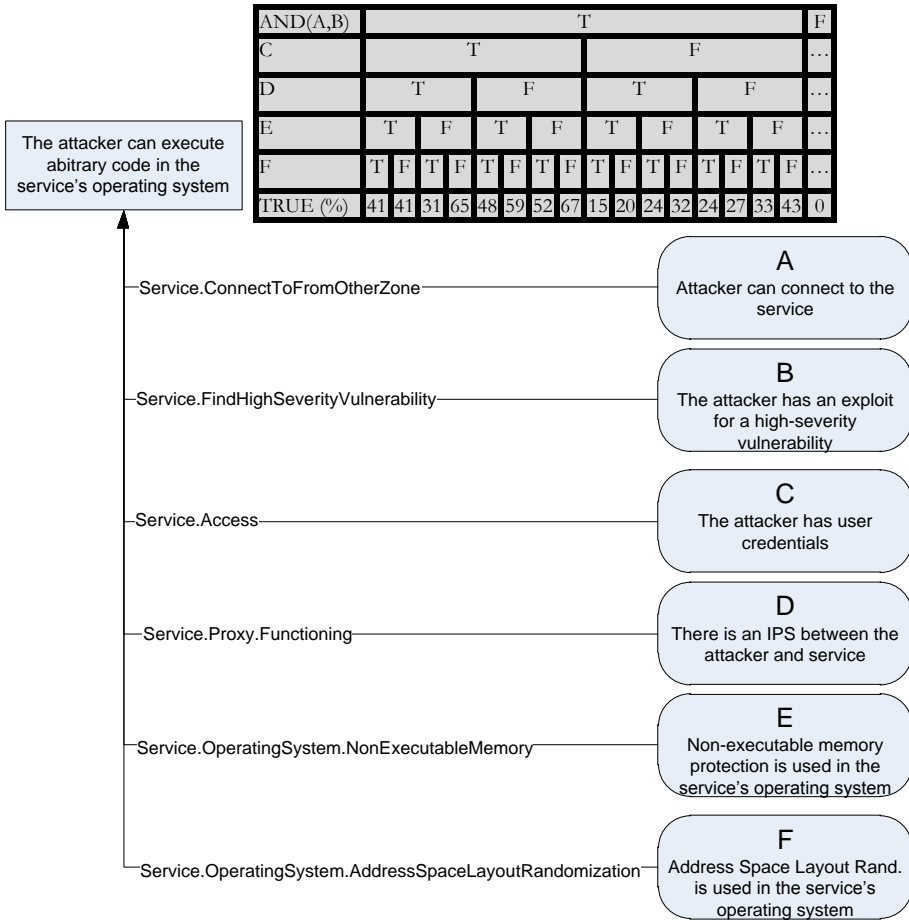 AND(A,B) T F
C T F …
D T F T F …
E T F T F T F T F …
F T F T F T F T F T F T F T F T F …
TRUE (%) 41 41 31 65 48 59 52 67 15 20 24 32 24 27 33 43 0
The attacker can execute
abitrary code in the
service’s operating system
Service.ConnectToFromOtherZone
A
Attacker can connect to the
service
Service.FindHighSeverityVulnerability
B
The attacker has an exploit
for a high-severity
vulnerability
Service.Access
C
The attacker has user
credentials
Service.Proxy.Functioning
D
There is an IPS between the
attacker and service
Service.OperatingSystem.NonExecutableMemory
E
Non-executable memory
protection is used in the
service’s operating system
Service.OperatingSystem.AddressSpaceLayoutRandomization
F
Address Space Layout Rand.
is used in the service’s
operating system